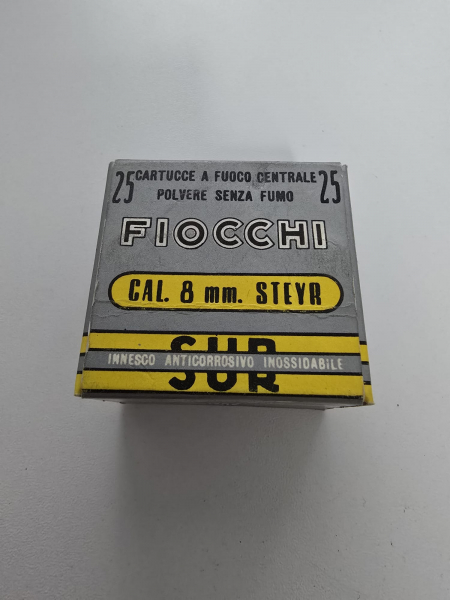 25 CARTUCCE A FUOCO CENTRALE 25
POLVERE SENZA FUMO
FIOCCHI
CAL. 8 mm. STEYR
SUR
INNESCO ANTICORROSIVO INOSSIDABILE
SUR